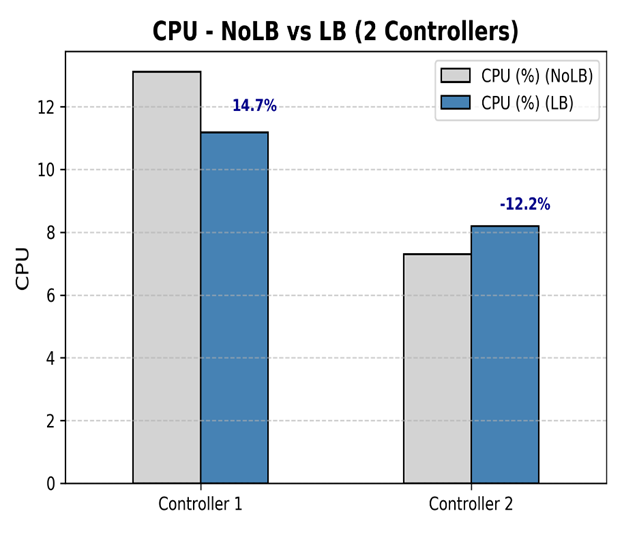 CPU - NoLB vs LB (2 Controllers)
CPU (%) (NoLB)
CPU (%) (LB)
14.7%
-12.2%
CPU
12
10
8
6
4
2
0
Controller 1
Controller 2